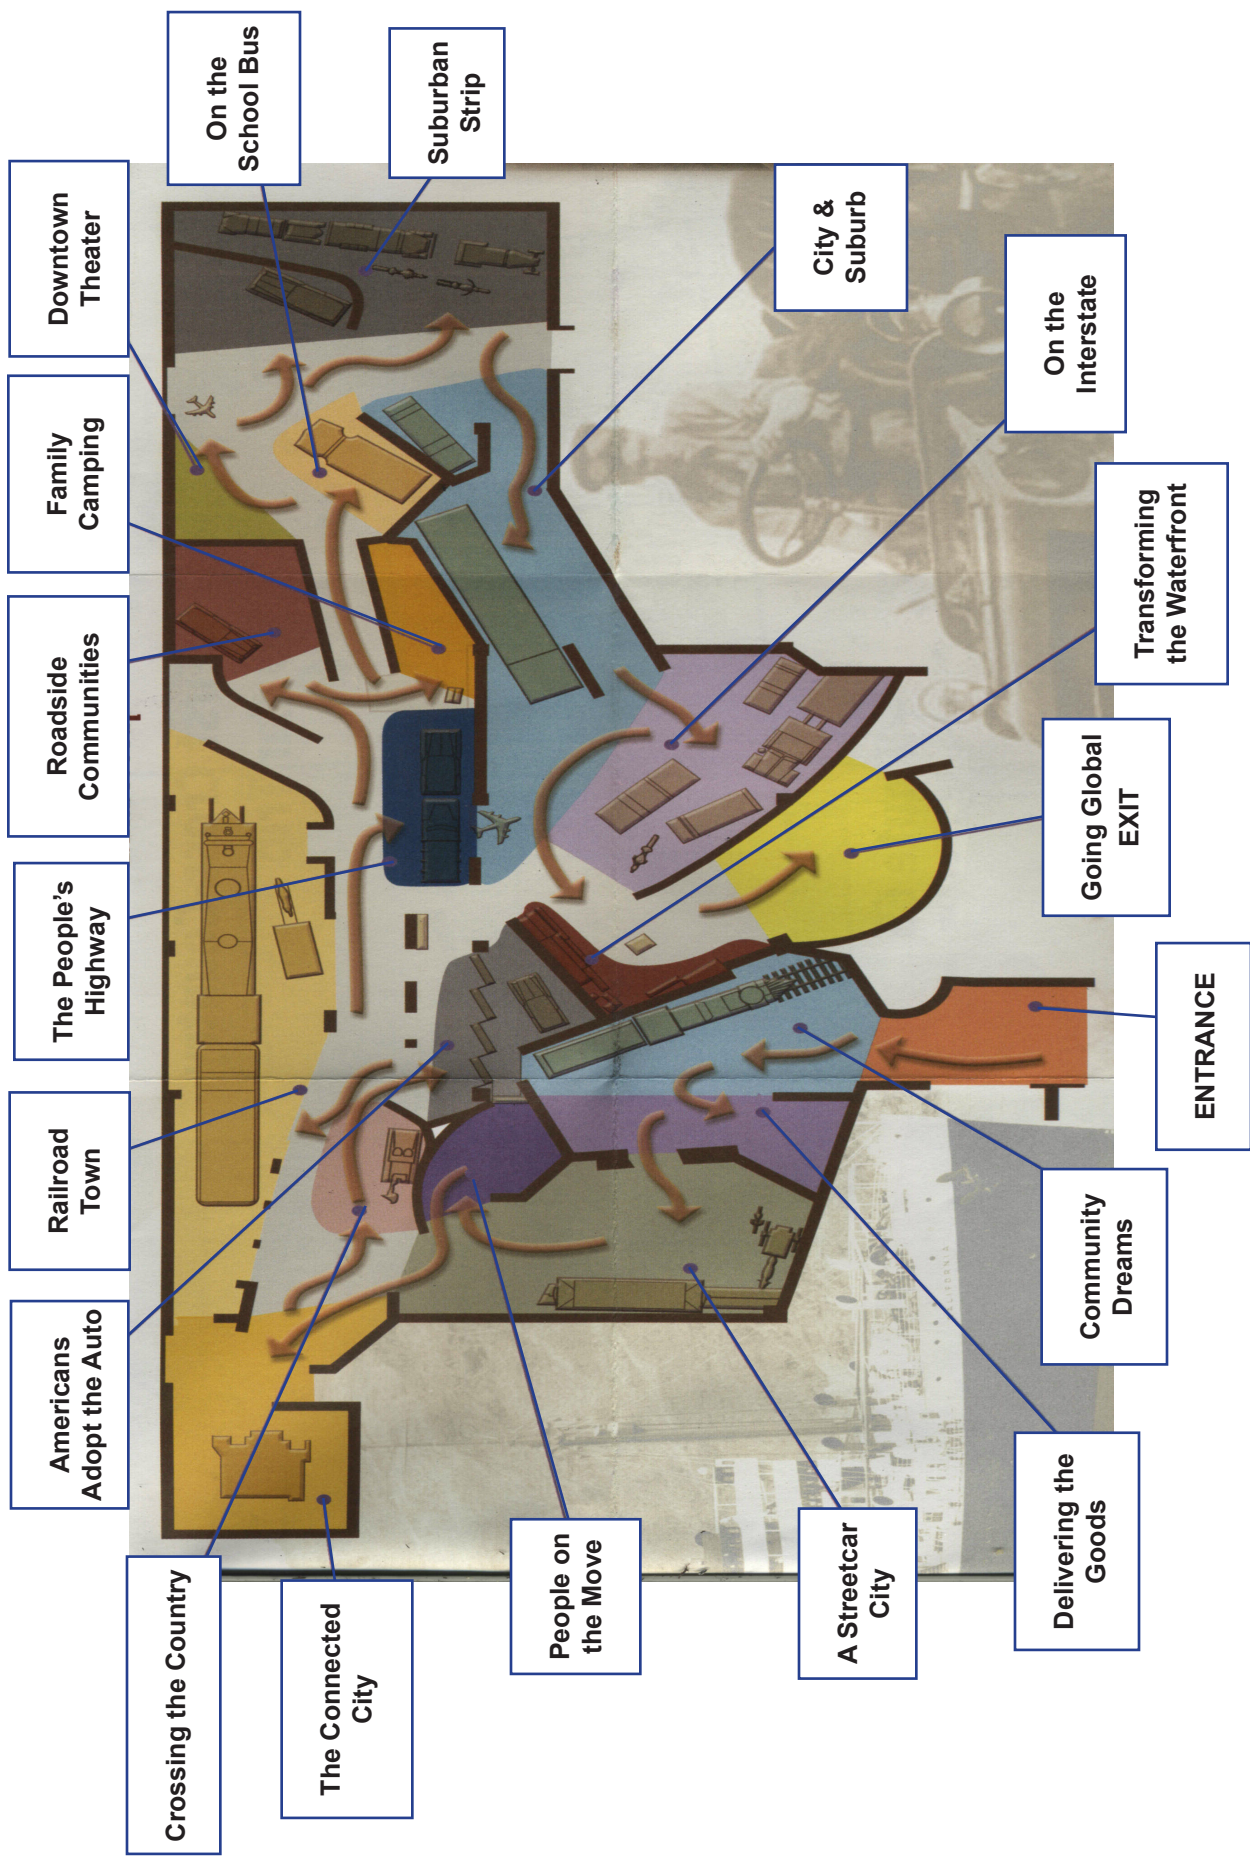 Crossing the Country
Americans
Adopt the Auto
Railroad
Town
The People's
Highway
Roadside
Communities
Family
Camping
Downtown
Theater
On the
School Bus
Suburban
Strip
The Connected
City
People on
the Move
A Streetcar
City
City &
Suburb
Delivering the
Goods
Community
Dreams
ENTRANCE
Going Global
EXIT
Transforming
the Waterfront
On the
Interstate